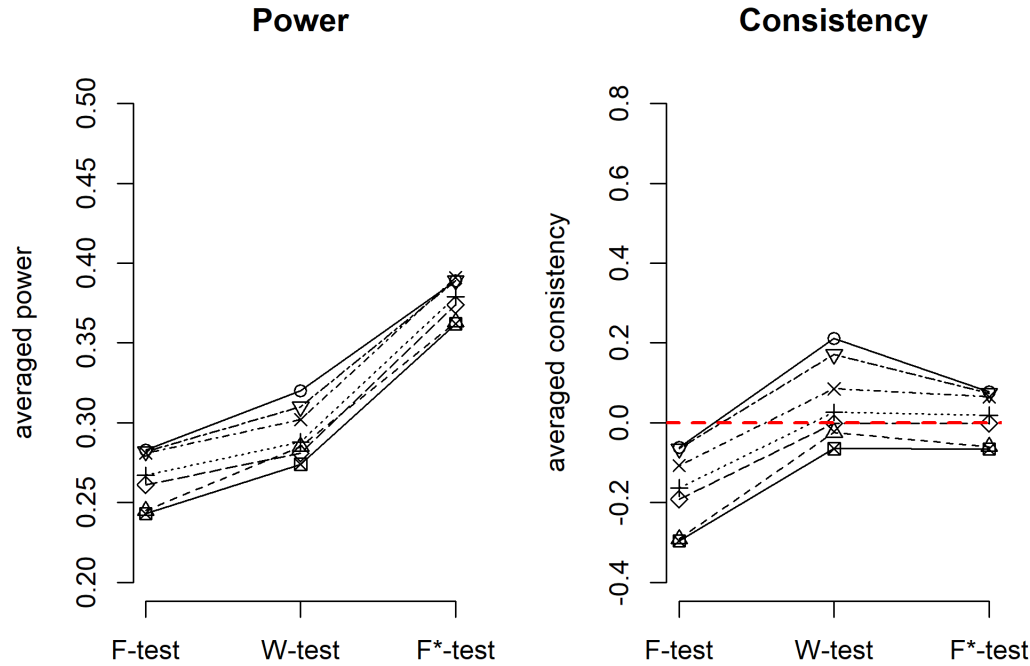 Power
averaged power
0.50
0.45
0.40
0.35
0.30
0.25
0.20
F-test W-test F*-test
Consistency
averaged consistency
0.8
0.6
0.4
0.2
0.0
-0.2
-0.4
F-test W-test F*-test